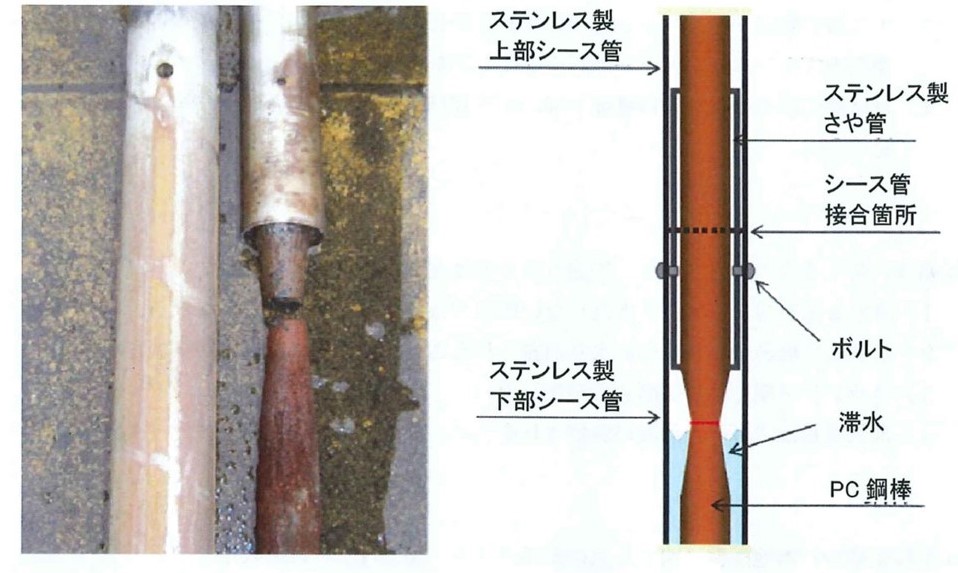 ステンレス製
上部シース管
ステンレス製
さや管
シース管
接合箇所
ボルト
ステンレス製
下部シース管
滞水
PC 鋼棒